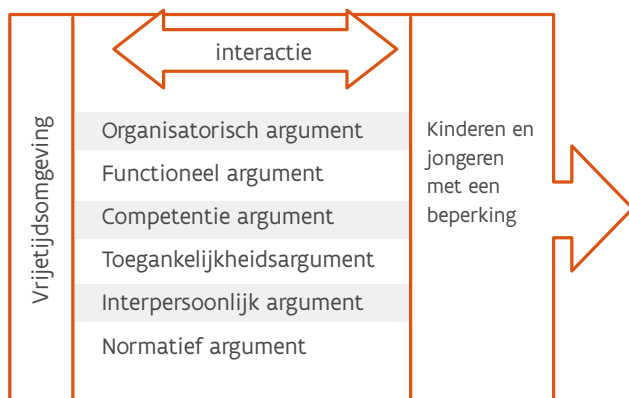 interactie
Vrijetijdsomgeving
Organisatorisch argument
Functioneel argument
Competentie argument
Toegankelijkheidsargument
Interpersoonlijk argument
Normatief argument
Kinderen en
jongeren
met een
beperking